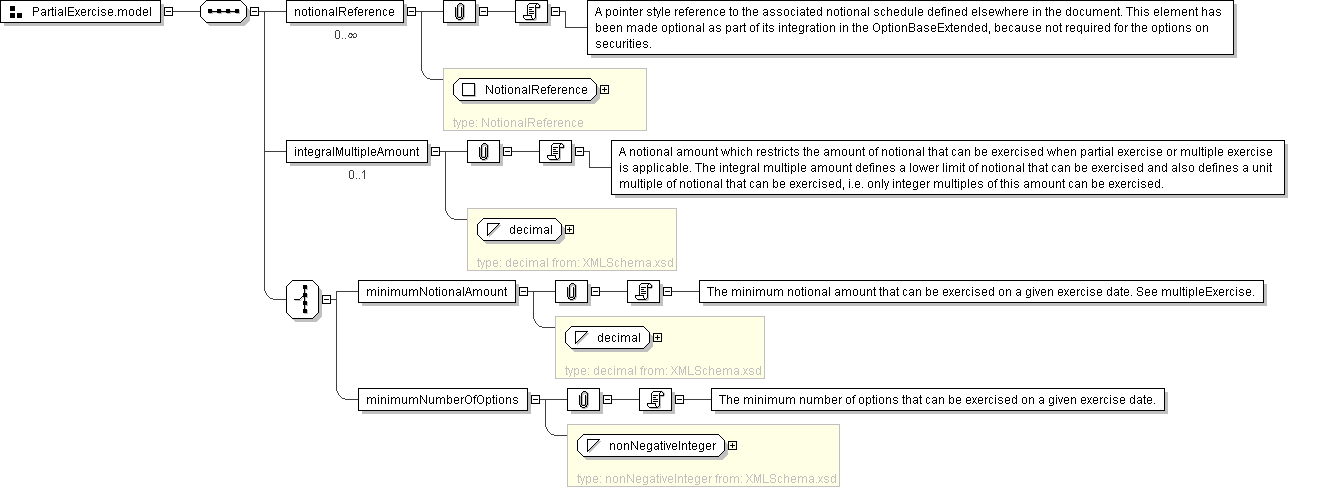 PartialExercise.model
notionalReference
0..∞
A pointer style reference to the associated notional schedule defined elsewhere in the document. This element has
been made optional as part of its integration in the OptionBaseExtended, because not required for the options on
securities.
NotionalReference
type: NotionalReference
integralMultipleAmount
0..1
A notional amount which restricts the amount of notional that can be exercised when partial exercise or multiple exercise
is applicable. The integral multiple amount defines a lower limit of notional that can be exercised and also defines a unit
multiple of notional that can be exercised, i.e. only integer multiples of this amount can be exercised.
decimal
type: decimal from: XMLSchema.xsd
minimumNotionalAmount
The minimum notional amount that can be exercised on a given exercise date. See multipleExercise.
decimal
type: decimal from: XMLSchema.xsd
minimumNumberOfOptions
The minimum number of options that can be exercised on a given exercise date.
nonNegativeInteger
type: nonNegativeInteger from: XMLSchema.xsd